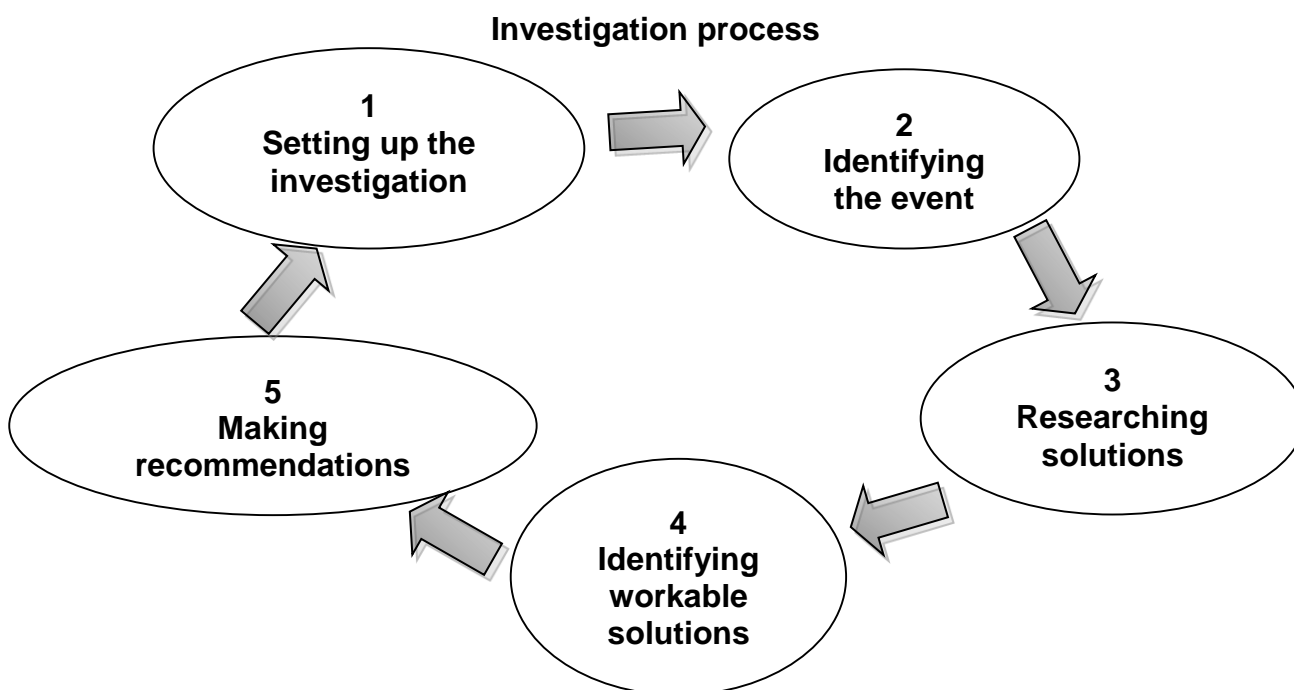 Investigation process
1
Setting up the
investigation
2
Identifying
the event
3
Researching
solutions
4
Identifying
workable
solutions
5
Making
recommendations